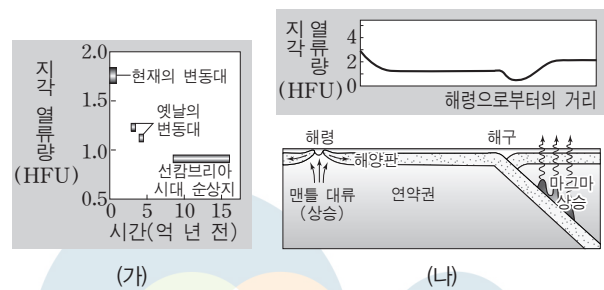 지각 열류량
(HFU)
2.0
1.5
1.0
0.5
현재의 변동대
옛날의
변동대
선캄브리아
시대, 순상지
0 5 10 15
시간(억 년 전)
(가)
지각 열류량
(HFU)
4
2
0
해령으로부터의 거리
해령
해구
해양판
맨틀 대류
(상승)
연약권
마그마
상승
(나)